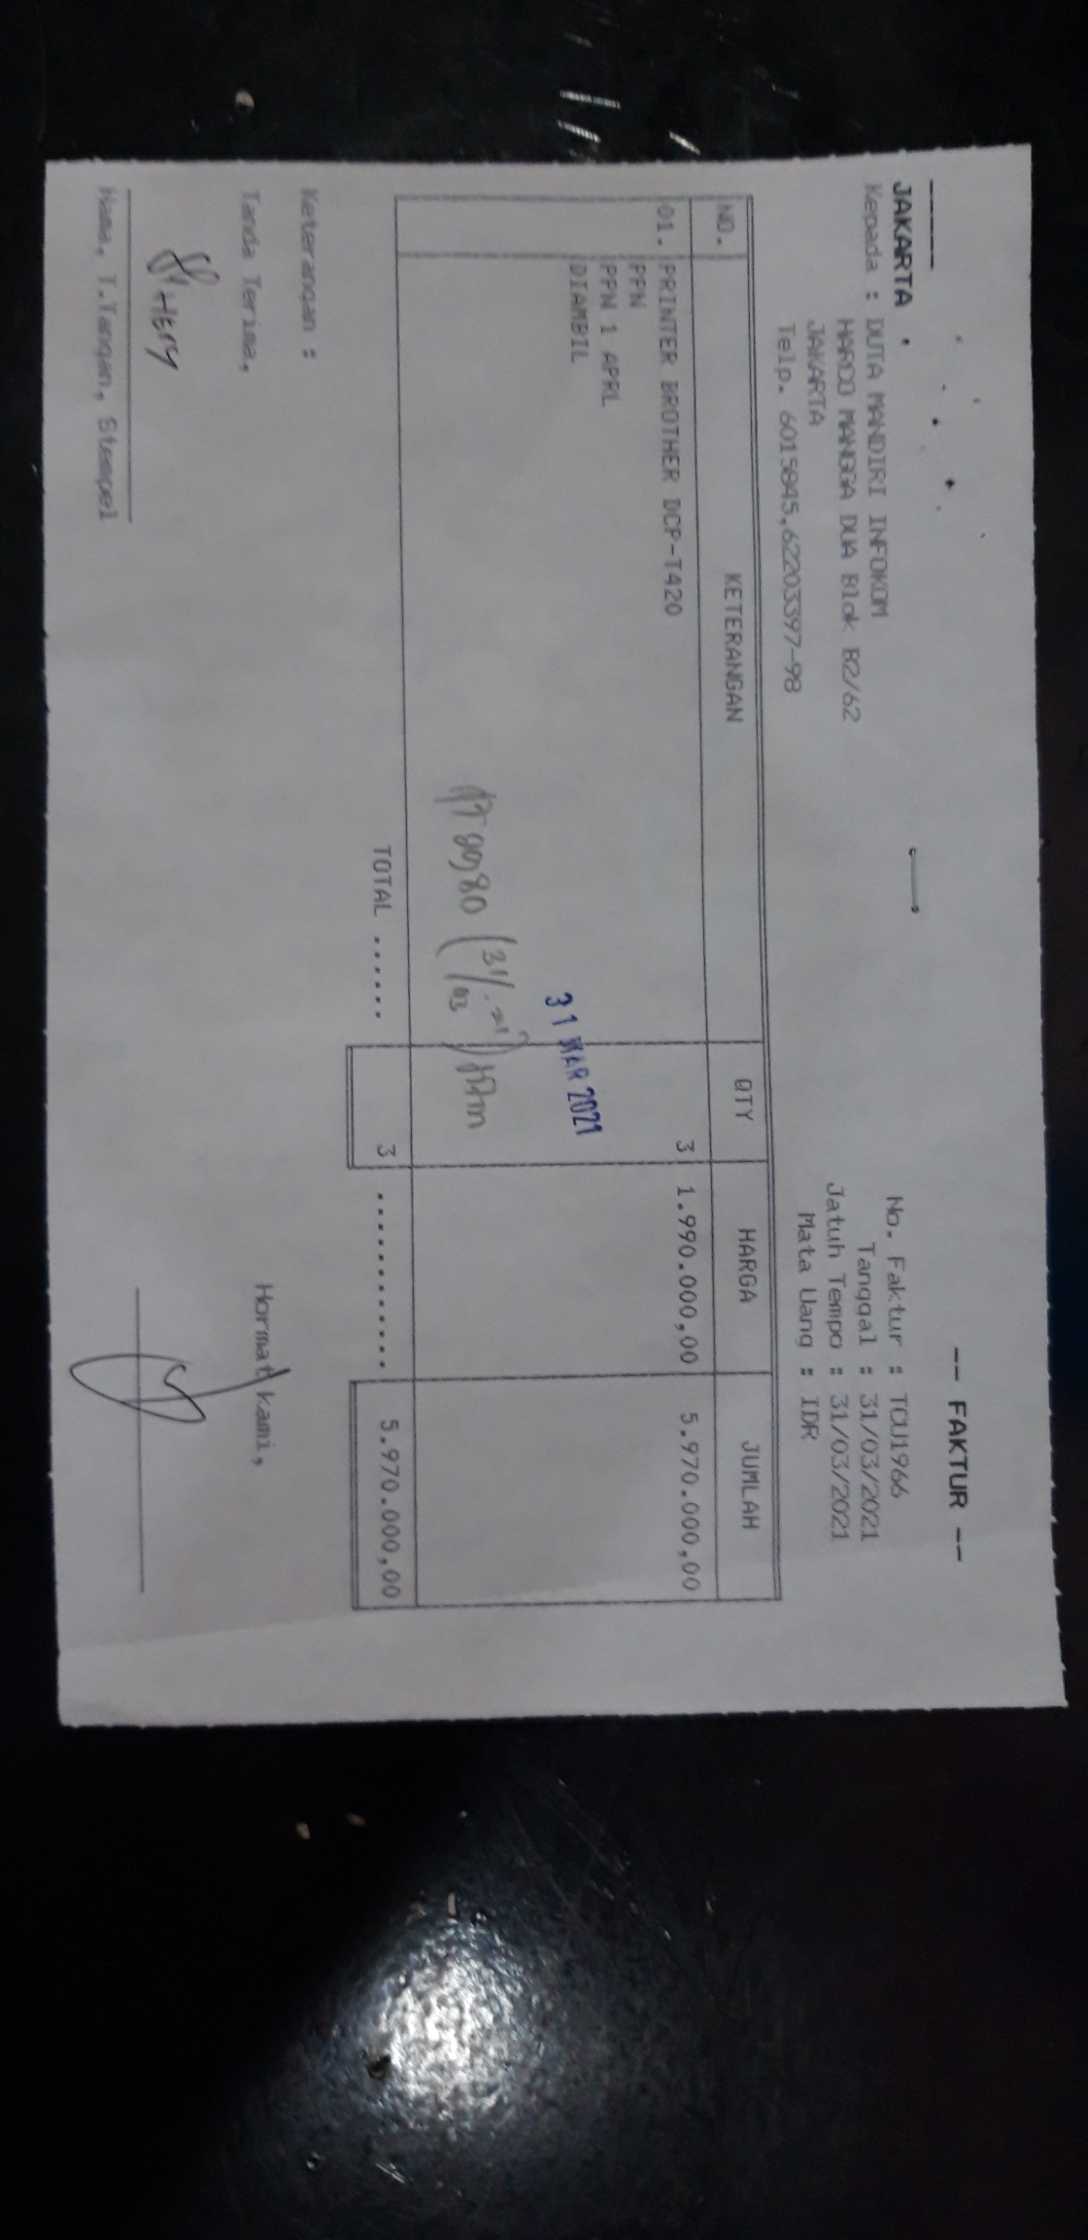 -- FAKTUR --
JAKARTA
Kepada : DUTA MANDIRI INFOKOM
HARCO MANGGA DUA Blok B2/62
JAKARTA
Telp. 6015845,62203397-98
No. Faktur : TCU1966
Tanggal : 31/03/2021
Jatuh Tempo : 31/03/2021
Mata Uang : IDR
NO. KETERANGAN QTY HARGA JUMLAH
01. PRINTER BROTHER DCP-T420 3 1.990.000,00 5.970.000,00
PPN
PPN 1 APRL
DIAMBIL
31 MAR 2021
TOTAL ...... 3 ........... 5.970.000,00
Keterangan :
Tanda Terima, Hormat kami,
Hery
Nama, T.Tangan, Stempel